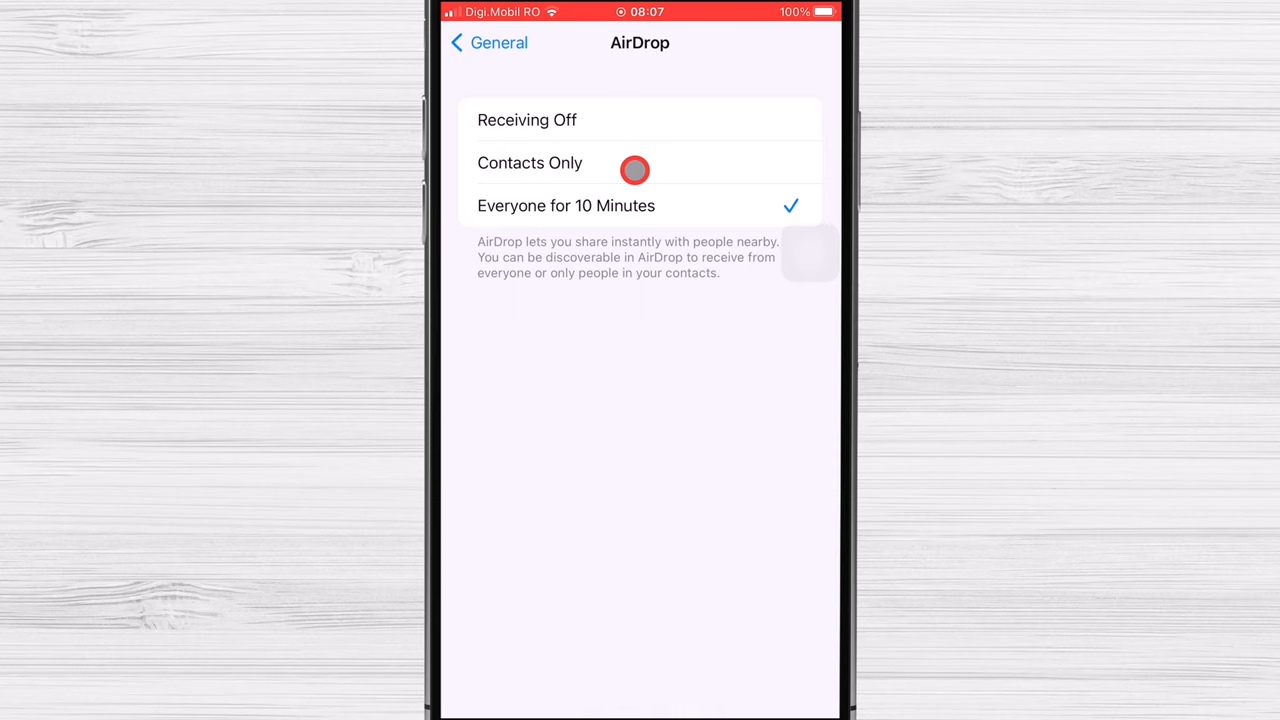 Digi.Mobil RO 08:07 100%
General AirDrop
Receiving Off
Contacts Only
Everyone for 10 Minutes
AirDrop lets you share instantly with people nearby.
You can be discoverable in AirDrop to receive from
everyone or only people in your contacts.